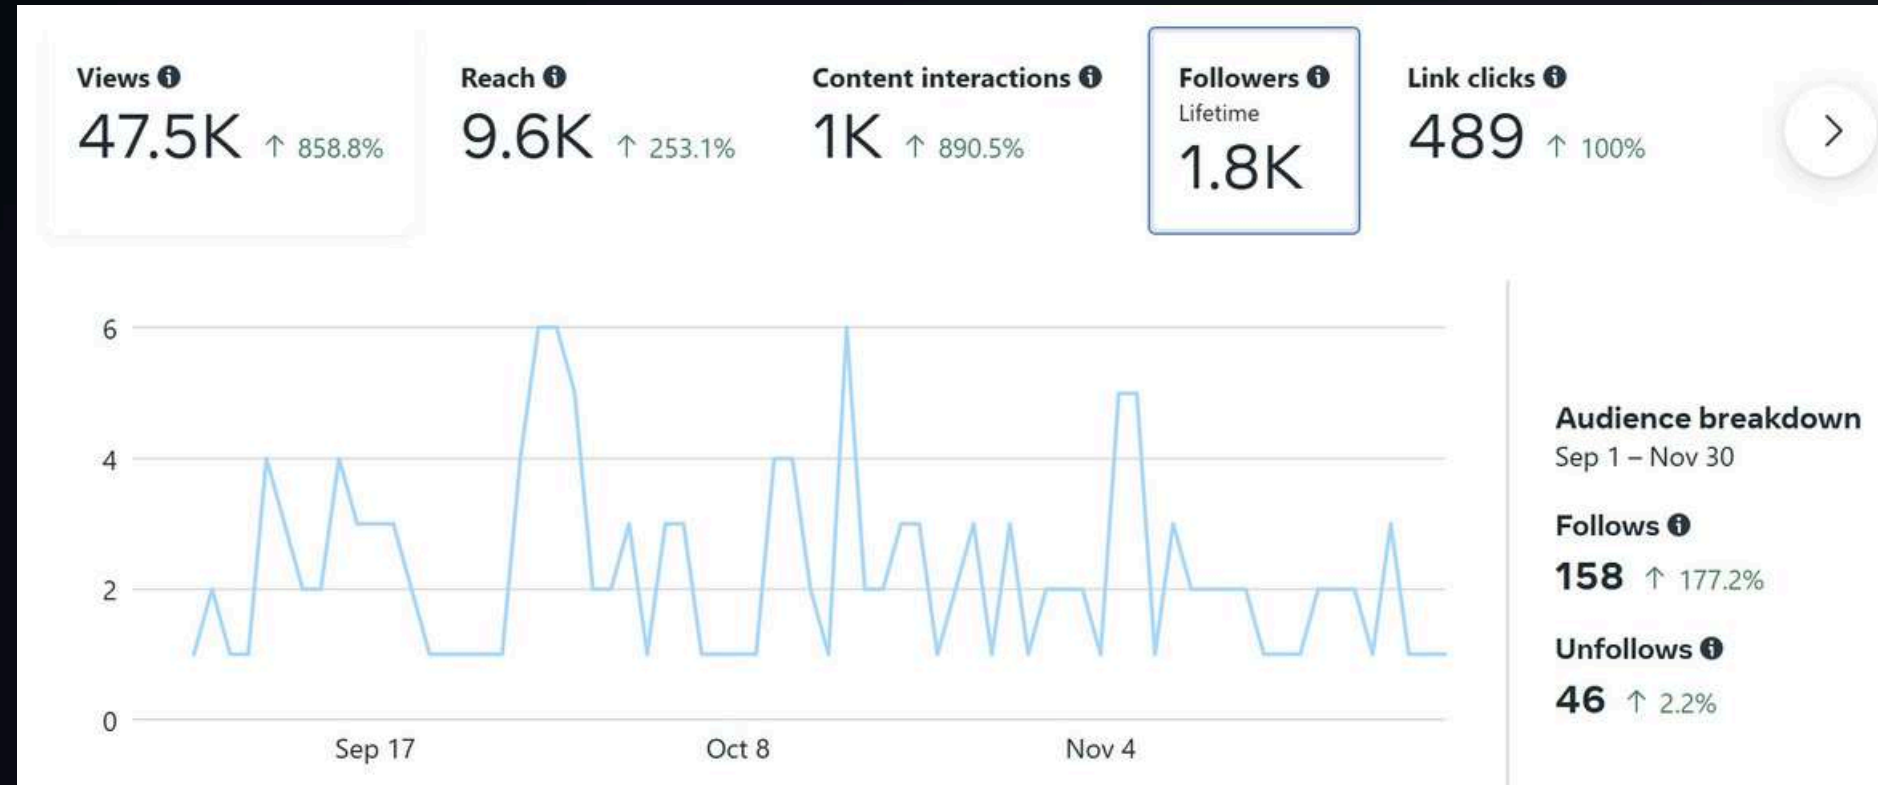 Views
47.5K ↑ 858.8%
Reach
9.6K ↑ 253.1%
Content interactions
1K ↑ 890.5%
Followers
Lifetime
1.8K
Link clicks
489 ↑ 100%
6
4
2
0
Sep 17 Oct 8 Nov 4
Audience breakdown
Sep 1 – Nov 30
Follows
158 ↑ 177.2%
Unfollows
46 ↑ 2.2%